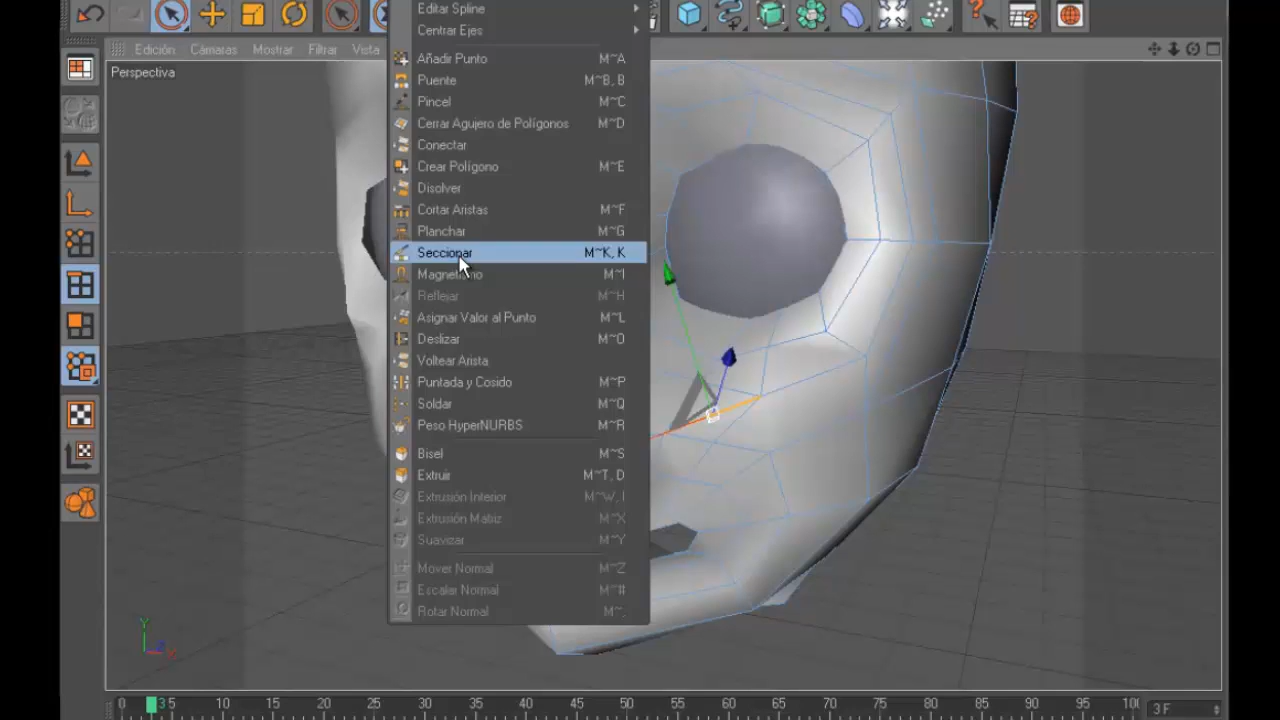 Editar Spline
Centrar Ejes
Edición Cámaras Mostrar Filtrar Vista
Perspectiva
Añadir Punto M~A
Puente M~B, B
Pincel M~C
Cerrar Agujero de Polígonos M~D
Conectar
Crear Polígono M~E
Disolver
Cortar Aristas M~F
Planchar M~G
Seccionar M~K, K
Magnetismo M~I
Reflejar M~H
Asignar Valor al Punto M~L
Deslizar M~O
Voltear Arista
Puntada y Cosido M~P
Soldar M~Q
Peso HyperNURBS M~R
Bisel M~S
Extruir M~T, D
Extrusión Interior M~W, I
Extrusión Matriz M~X
Suavizar M~Y
Mover Normal M~Z
Escalar Normal M~#
Rotar Normal M~,
Y
Z
X
0 3 5 10 15 20 25 30 35 40 45 50 55 60 65 70 75 80 85 90 95 100 3 F